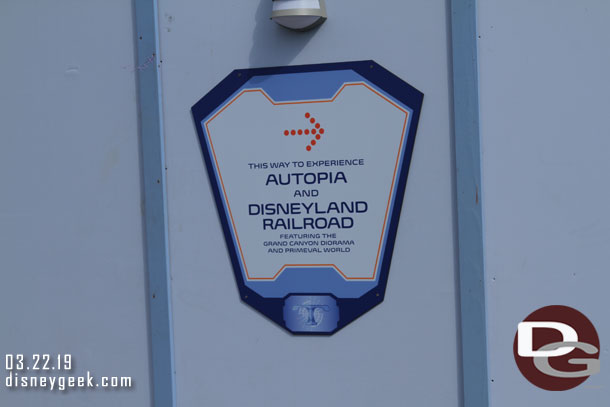 THIS WAY TO EXPERIENCE
AUTOPIA
AND
DISNEYLAND
RAILROAD
FEATURING THE
GRAND CANYON DIORAMA
AND PRIMEVAL WORLD
T
03.22.19
disneygeek.com
DG